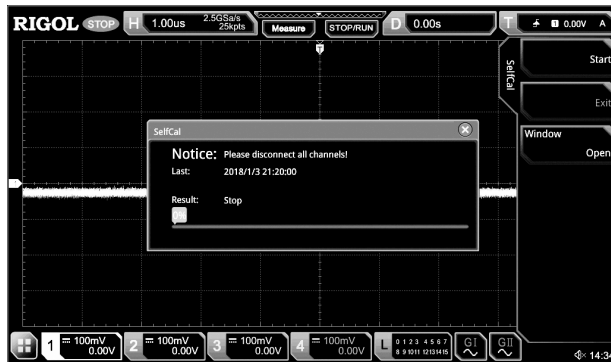 RIGOL STOP H 1.00us 2.5GSa/s 25kpts Measure STOP/RUN D 0.00s T 1 0.00V A
T
SelfCal
Start
Exit
Window
Open
SelfCal
Notice: Please disconnect all channels!
Last: 2018/1/3 21:20:00
Result: Stop
0%
1 100mV 0.00V 2 100mV 0.00V 3 100mV 0.00V 4 100mV 0.00V L 0 1 2 3 4 5 6 7 GI GII
8 9 10 11 12 13 14 15